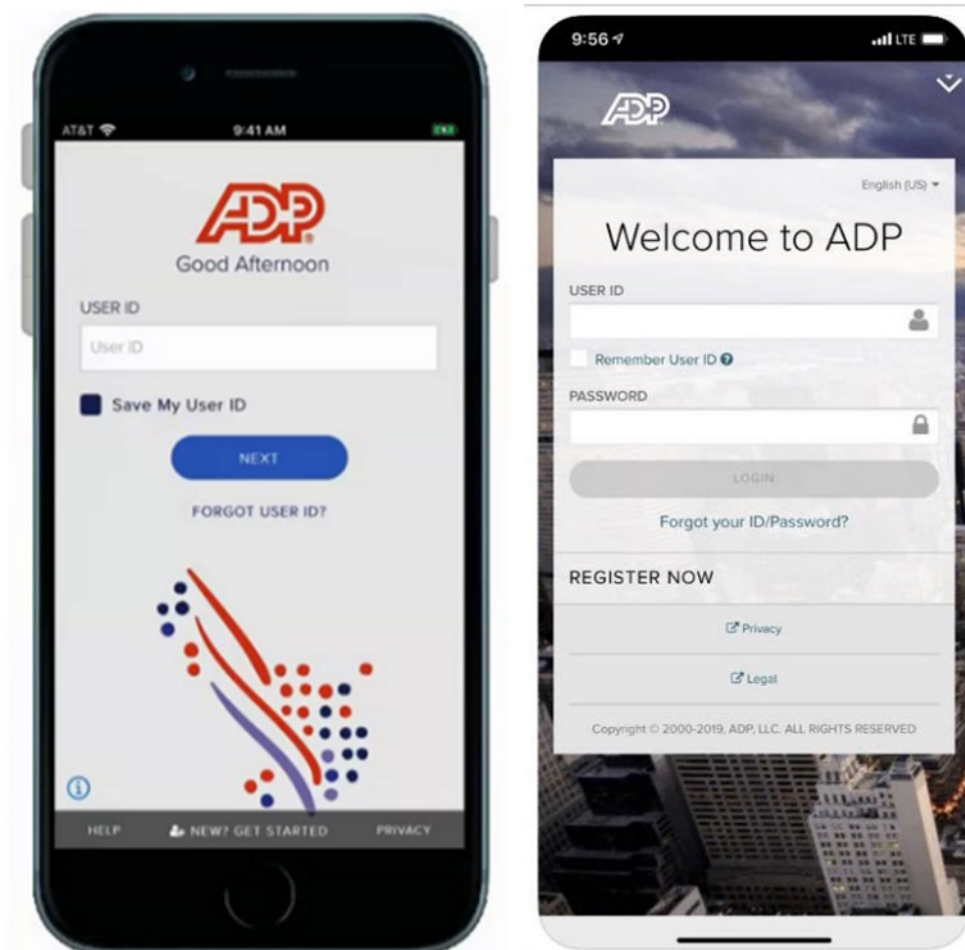 AT&T
9:41 AM
ADP
Good Afternoon
USER ID
User ID
Save My User ID
NEXT
FORGOT USER ID?
HELP
NEW? GET STARTED
PRIVACY
9:56
LTE
ADP
English (US)
Welcome to ADP
USER ID
Remember User ID
PASSWORD
LOGIN
Forgot your ID/Password?
REGISTER NOW
Privacy
Legal
Copyright © 2000-2019, ADP, LLC. ALL RIGHTS RESERVED